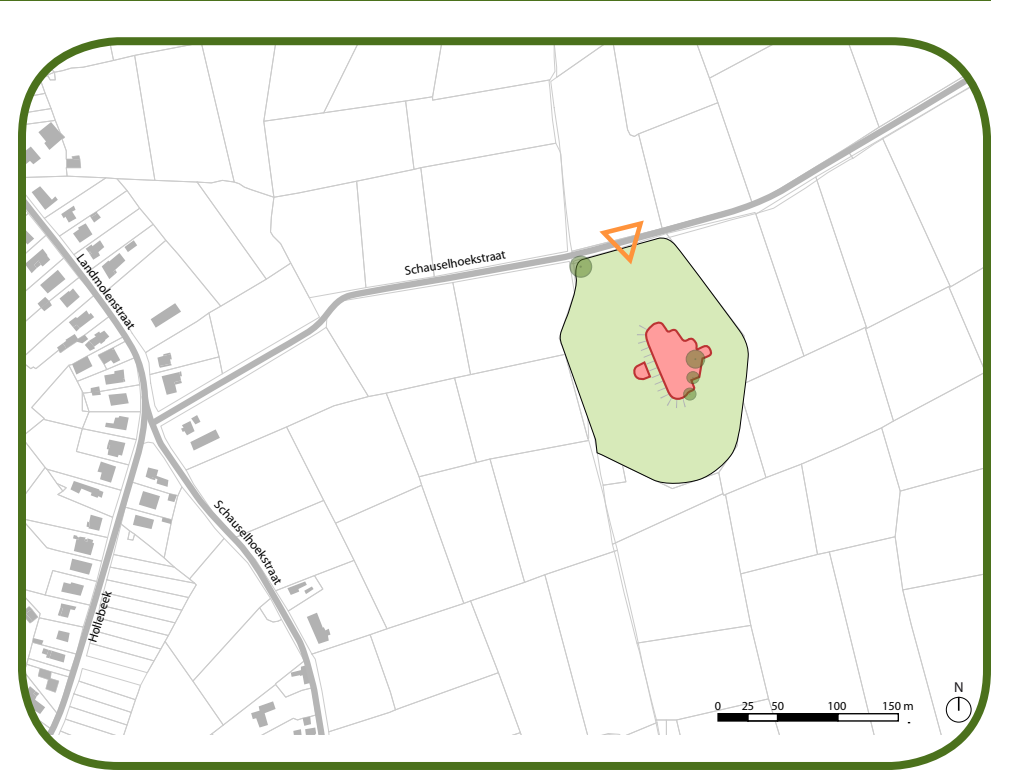 Landmolenstraat
Schauselhoekstraat
Schauselhoekstraat
Hollebeek
N
0 25 50 100 150 m